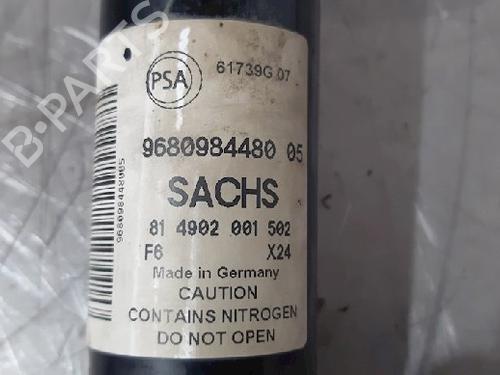 PSA
61739G 07
9680984480 05
SACHS
81 4902 001 502
F6 X24
Made in Germany
CAUTION
CONTAINS NITROGEN
DO NOT OPEN
968098448005
B-PARTS